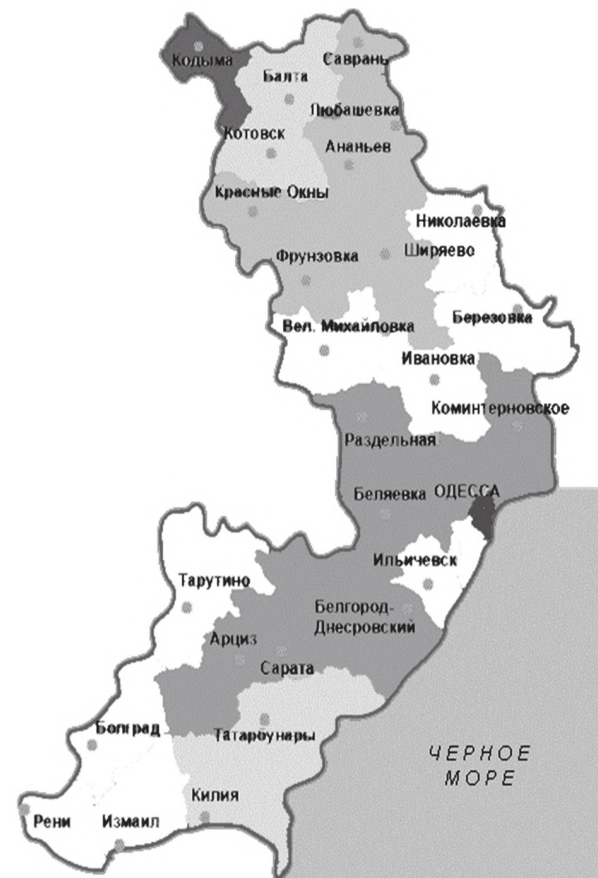 Кодыма
Саврань
Балта
Любашевка
Котовск
Ананьев
Красные Окны
Николаевка
Ширяево
Фрунзовка
Березовка
Вел. Михайловка
Ивановка
Коминтерновское
Раздельная
Беляевка
ОДЕССА
Ильичевск
Тарутино
Белгород-
Днесровский
Арциз
Сарата
Болград
Татарбунары
ЧЕРНОЕ
МОРЕ
Килия
Рени
Измаил